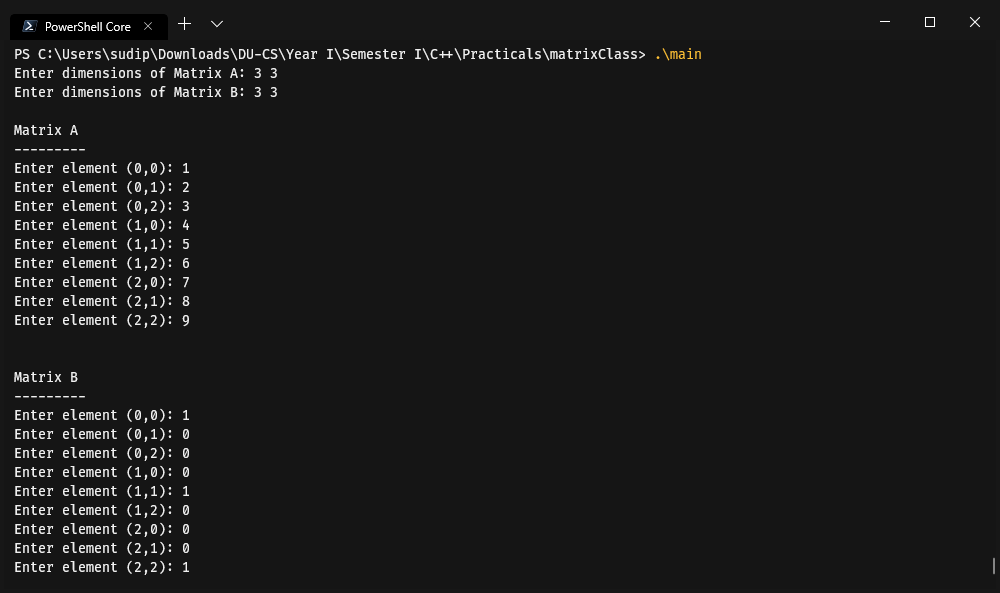 PowerShell Core
PS C:\Users\sudip\Downloads\DU-CS\Year I\Semester I\C++\Practicals\matrixClass> .\main
Enter dimensions of Matrix A: 3 3
Enter dimensions of Matrix B: 3 3
Matrix A
---------
Enter element (0,0): 1
Enter element (0,1): 2
Enter element (0,2): 3
Enter element (1,0): 4
Enter element (1,1): 5
Enter element (1,2): 6
Enter element (2,0): 7
Enter element (2,1): 8
Enter element (2,2): 9
Matrix B
---------
Enter element (0,0): 1
Enter element (0,1): 0
Enter element (0,2): 0
Enter element (1,0): 0
Enter element (1,1): 1
Enter element (1,2): 0
Enter element (2,0): 0
Enter element (2,1): 0
Enter element (2,2): 1